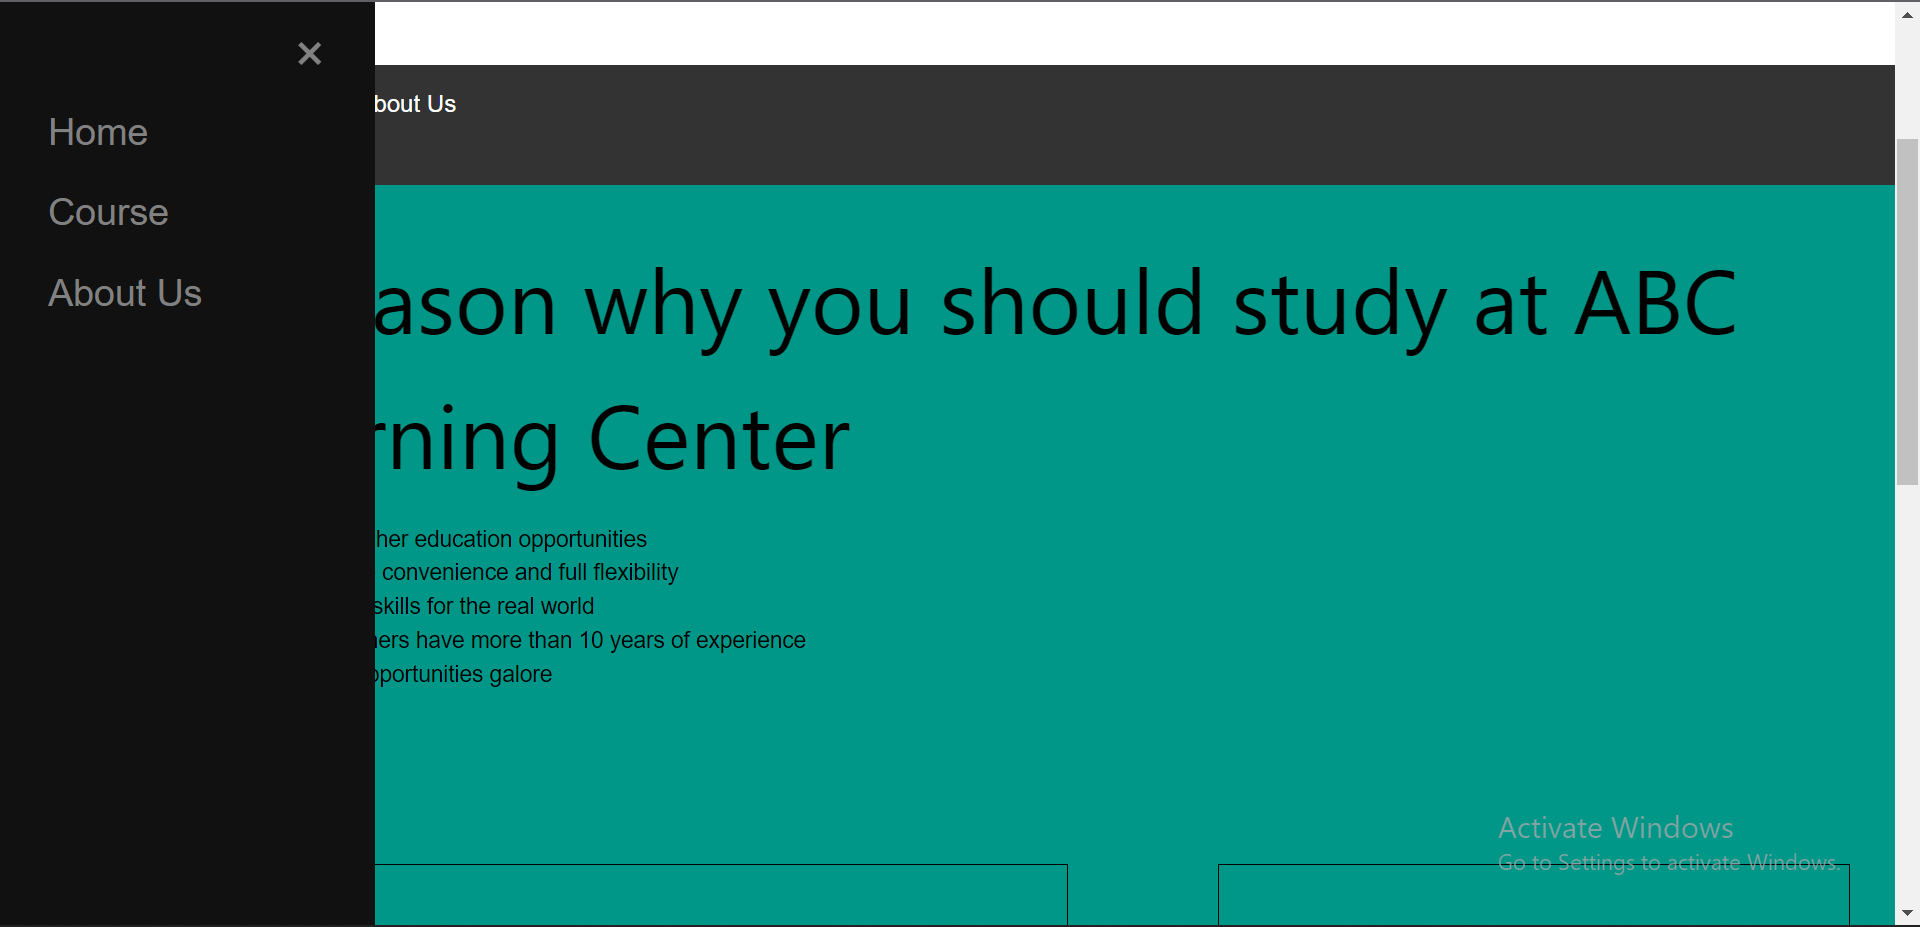 ×
Home
Course
About Us
bout Us
ason why you should study at ABC
rning Center
her education opportunities
convenience and full flexibility
skills for the real world
ers have more than 10 years of experience
pportunities galore
Activate Windows
Go to Settings to activate Windows.